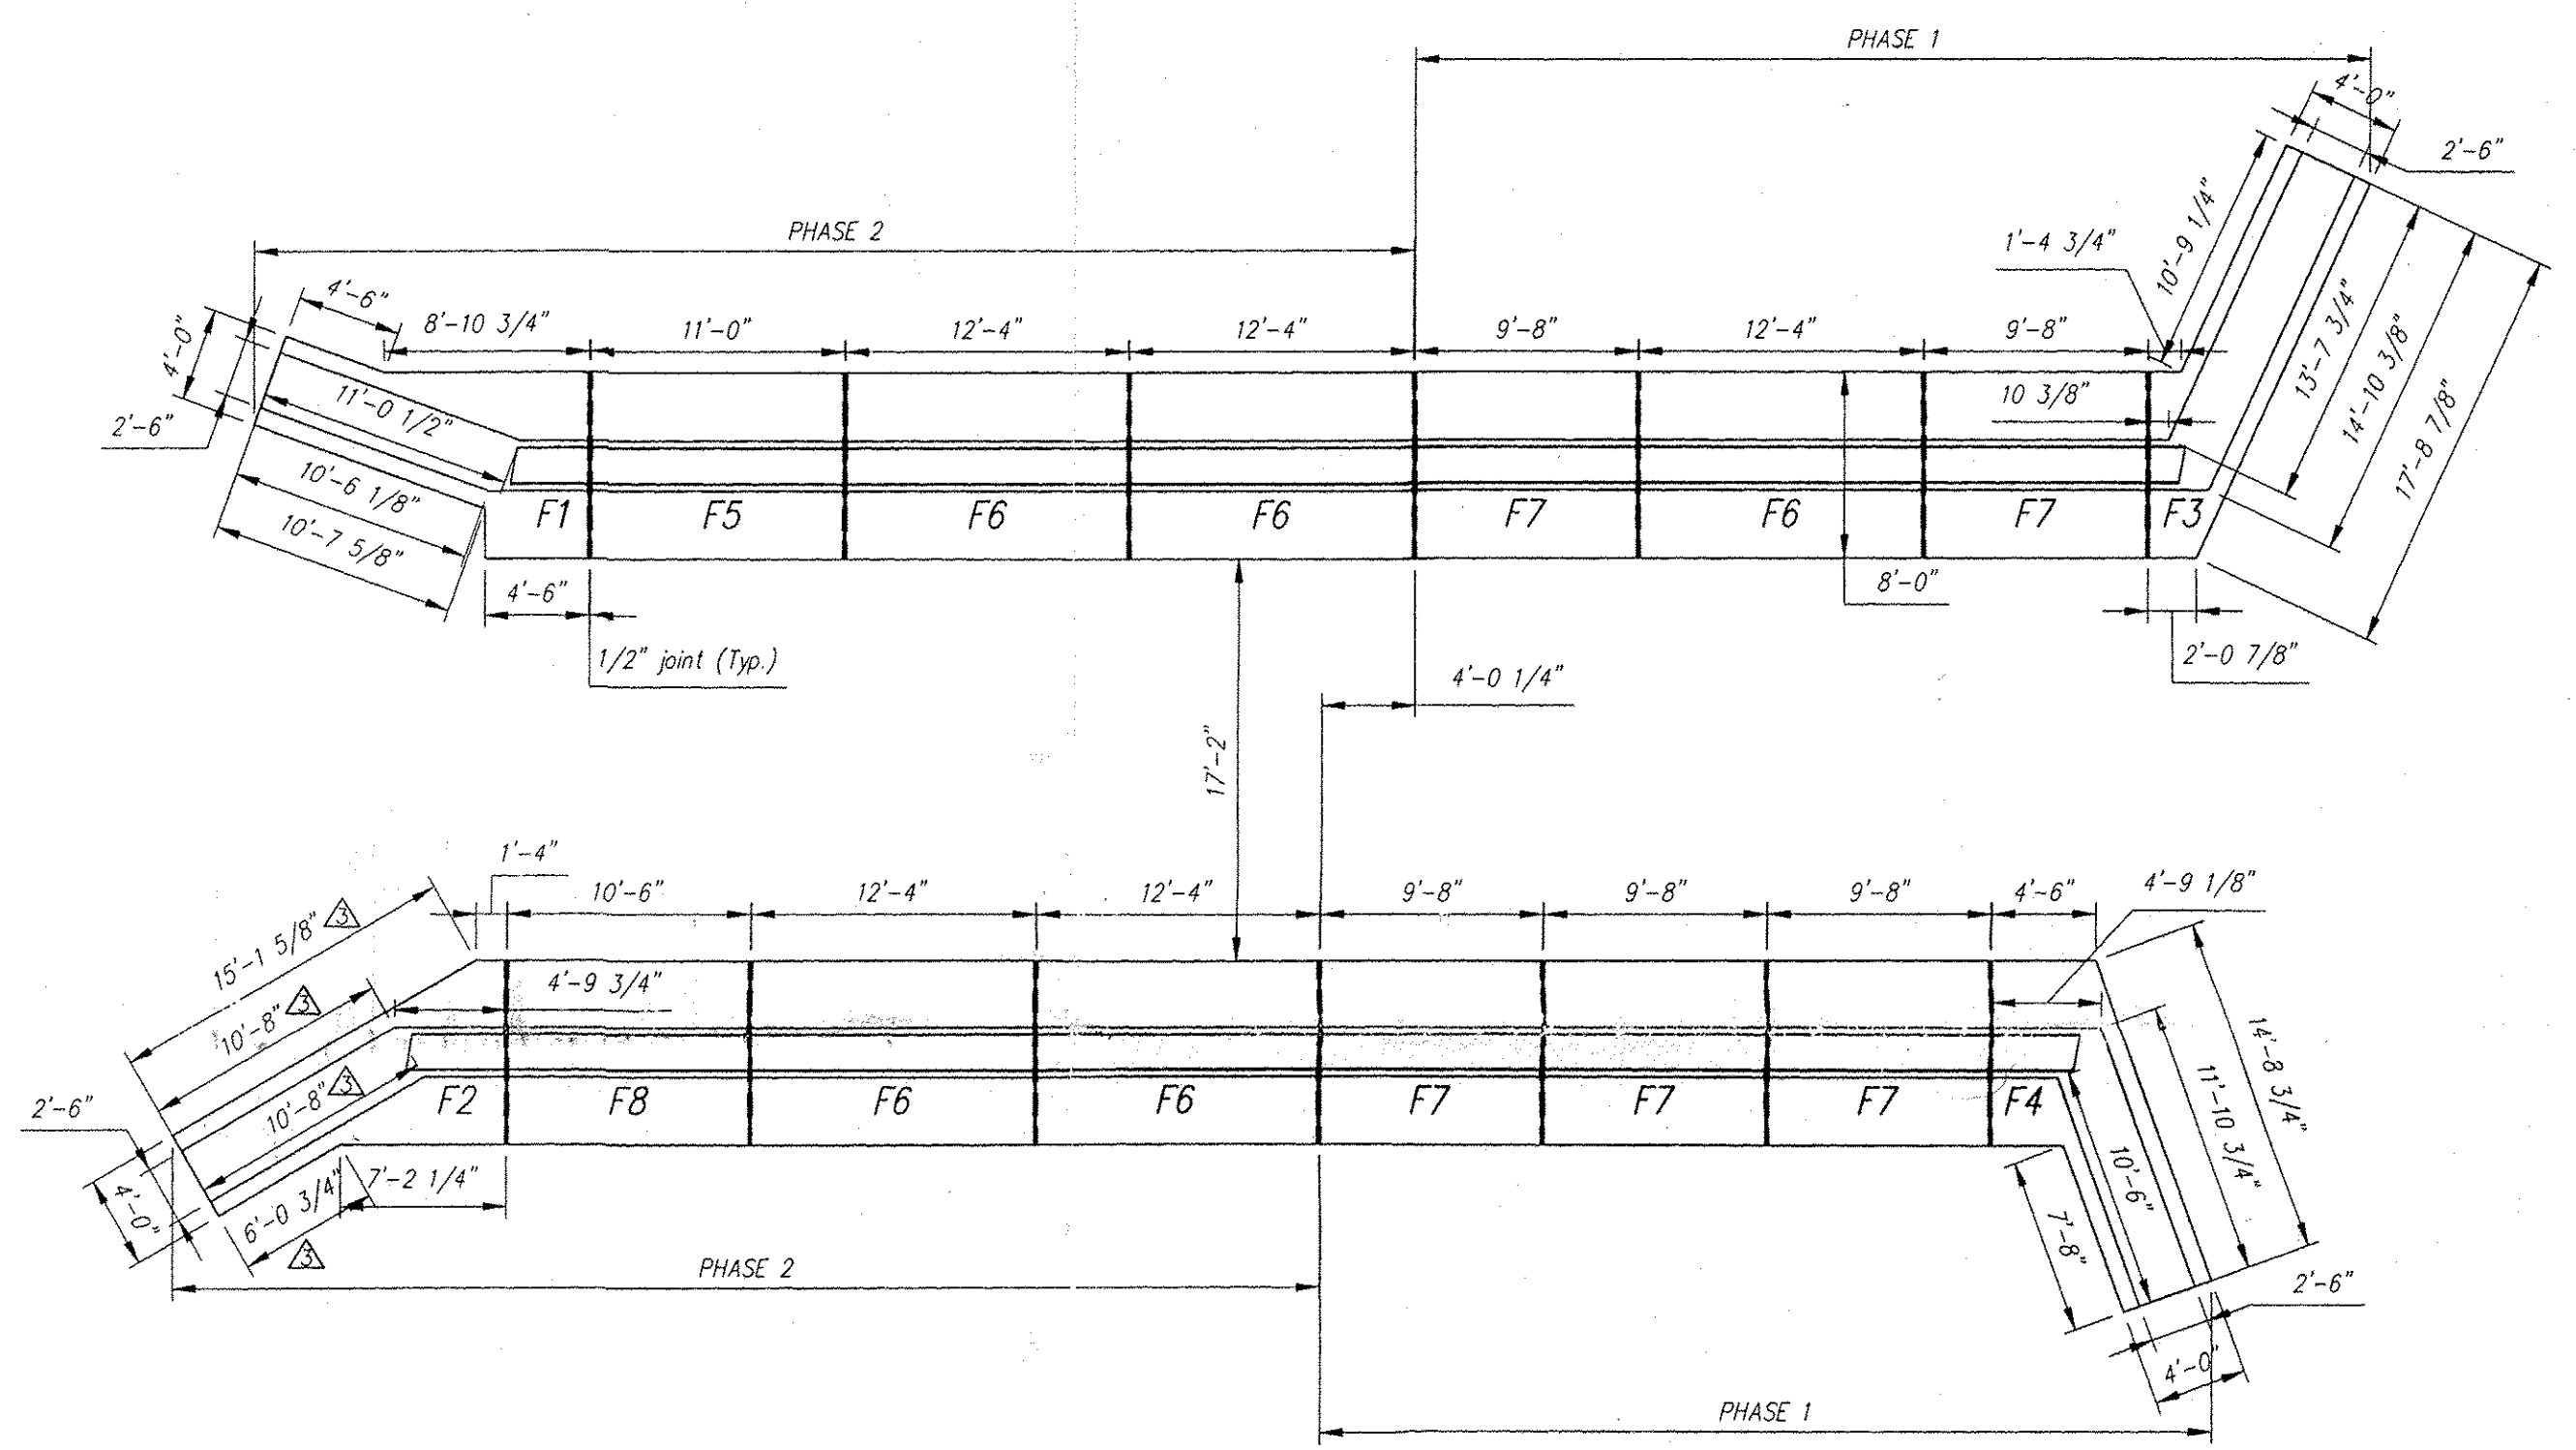 PHASE 1
4'-0"
2'-6"
10'-9 1/4"
1'-4 3/4"
PHASE 2
4'-6"
4'-0"
2'-6"
8'-10 3/4"
11'-0"
12'-4"
12'-4"
9'-8"
12'-4"
9'-8"
13'-7 3/4"
14'-10 3/8"
17'-8 7/8"
11'-0 1/2"
10 3/8"
10'-6 1/8"
10'-7 5/8"
F1
F5
F6
F6
F7
F6
F7
F3
4'-6"
8'-0"
1/2" joint (Typ.)
2'-0 7/8"
4'-0 1/4"
17'-2"
1'-4"
10'-6"
12'-4"
12'-4"
9'-8"
9'-8"
9'-8"
4'-6"
4'-9 1/8"
15'-1 5/8" 3
10'-8" 3
10'-8" 3
4'-9 3/4"
14'-8 3/4"
11'-10 3/4"
10'-6"
7'-8"
F2
F8
F6
F6
F7
F7
F7
F4
2'-6"
4'-0"
6'-0 3/4"
3
7'-2 1/4"
PHASE 2
2'-6"
4'-0"
PHASE 1